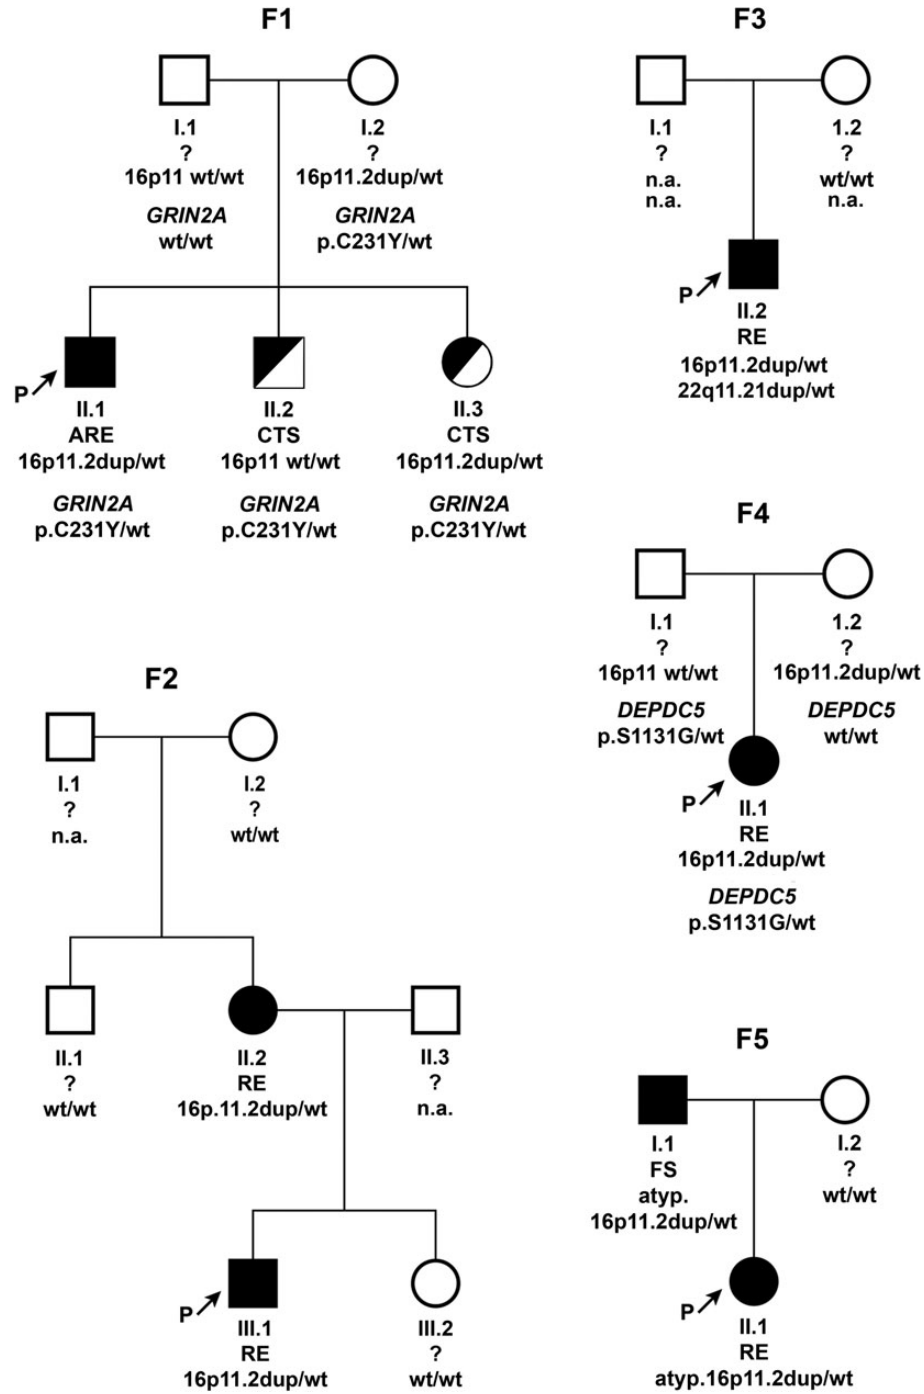 F1
I.1
?
16p11 wt/wt
GRIN2A
wt/wt
I.2
?
16p11.2dup/wt
GRIN2A
p.C231Y/wt
P
II.1
ARE
16p11.2dup/wt
GRIN2A
p.C231Y/wt
II.2
CTS
16p11 wt/wt
GRIN2A
p.C231Y/wt
II.3
CTS
16p11.2dup/wt
GRIN2A
p.C231Y/wt
F2
I.1
?
n.a.
I.2
?
wt/wt
II.1
?
wt/wt
II.2
RE
16p.11.2dup/wt
II.3
?
n.a.
P
III.1
RE
16p11.2dup/wt
III.2
?
wt/wt
F3
I.1
?
n.a.
n.a.
1.2
?
wt/wt
n.a.
P
II.2
RE
16p11.2dup/wt
22q11.21dup/wt
F4
I.1
?
16p11 wt/wt
DEPDC5
p.S1131G/wt
1.2
?
16p11.2dup/wt
DEPDC5
wt/wt
P
II.1
RE
16p11.2dup/wt
DEPDC5
p.S1131G/wt
F5
I.1
FS
atyp.
16p11.2dup/wt
I.2
?
wt/wt
P
II.1
RE
atyp.16p11.2dup/wt